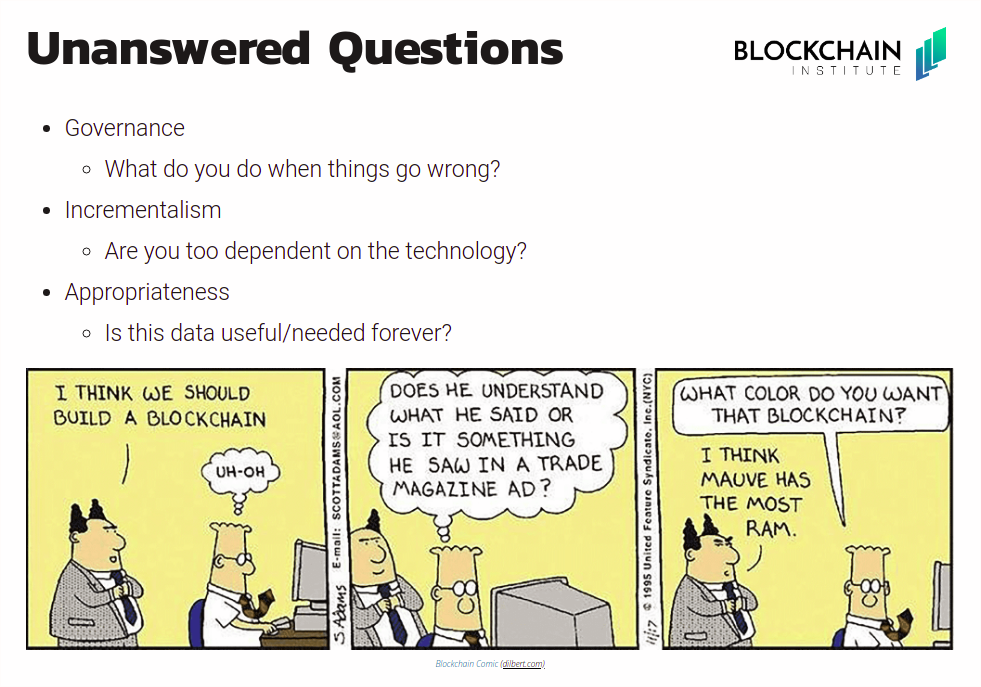 Unanswered Questions
BLOCKCHAIN
INSTITUTE
Governance
What do you do when things go wrong?
Incrementalism
Are you too dependent on the technology?
Appropriateness
Is this data useful/needed forever?
I THINK WE SHOULD
BUILD A BLOCKCHAIN
UH-OH
S.Adams E-mail: SCOTTADAMS@AOL.COM
DOES HE UNDERSTAND
WHAT HE SAID OR
IS IT SOMETHING
HE SAW IN A TRADE
MAGAZINE AD?
11/17 © 1995 United Feature Syndicate, Inc.(NYC)
WHAT COLOR DO YOU WANT
THAT BLOCKCHAIN?
I THINK
MAUVE HAS
THE MOST
RAM.
Blockchain Comic (dilbert.com)